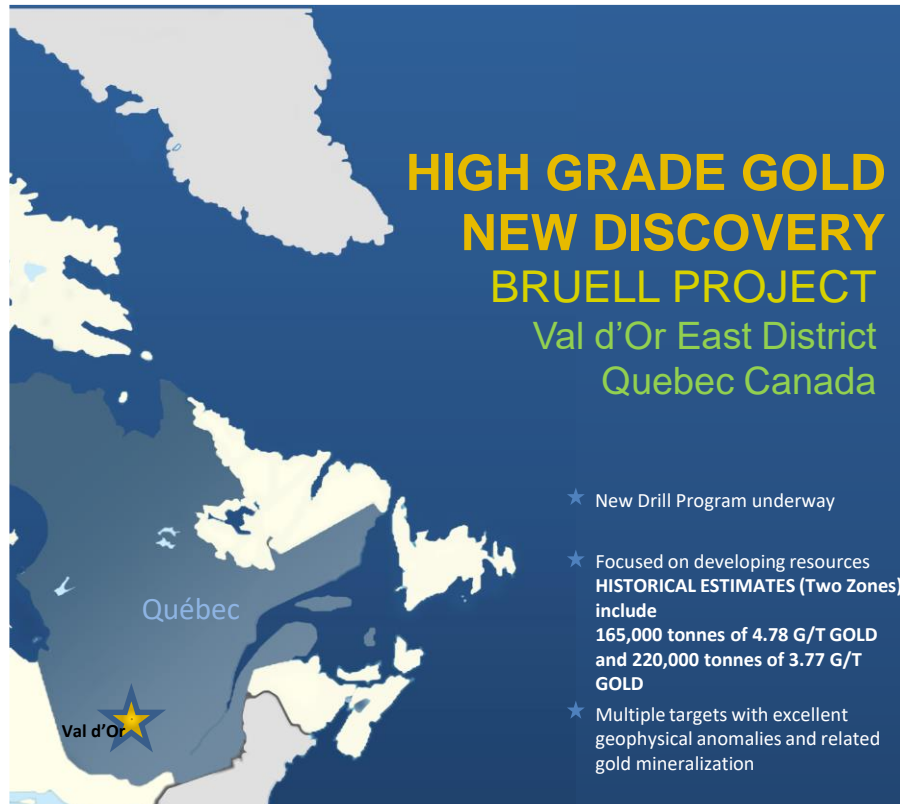 HIGH GRADE GOLD
NEW DISCOVERY
BRUELL PROJECT
Val d’Or East District
Quebec Canada
New Drill Program underway
Focused on developing resources
HISTORICAL ESTIMATES (Two Zones)
include
165,000 tonnes of 4.78 G/T GOLD
and 220,000 tonnes of 3.77 G/T
GOLD
Multiple targets with excellent
geophysical anomalies and related
gold mineralization
Québec
Val d’Or